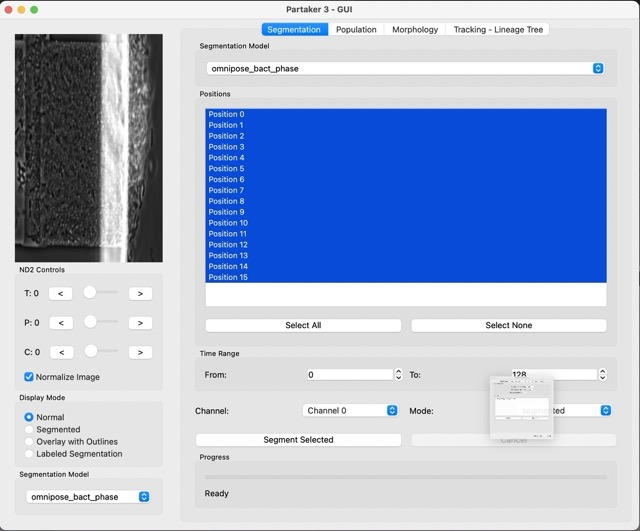 Partaker 3 - GUI
Segmentation
Population
Morphology
Tracking - Lineage Tree
Segmentation Model
omnipose_bact_phase
Positions
Position 0
Position 1
Position 2
Position 3
Position 4
Position 5
Position 6
Position 7
Position 8
Position 9
Position 10
Position 11
Position 12
Position 13
Position 14
Position 15
Select All
Select None
Time Range
From:
0
To:
128
Channel:
Channel 0
Mode:
Segment Selected
Cancel
Progress
Ready
ND2 Controls
T: 0
<
>
P: 0
<
>
C: 0
<
>
Normalize Image
Display Mode
Normal
Segmented
Overlay with Outlines
Labeled Segmentation
Segmentation Model
omnipose_bact_phase